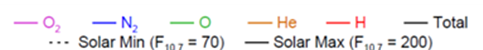 O₂ N₂ O He H Total
Solar Min (F₁₀.₇ = 70) Solar Max (F₁₀.₇ = 200)